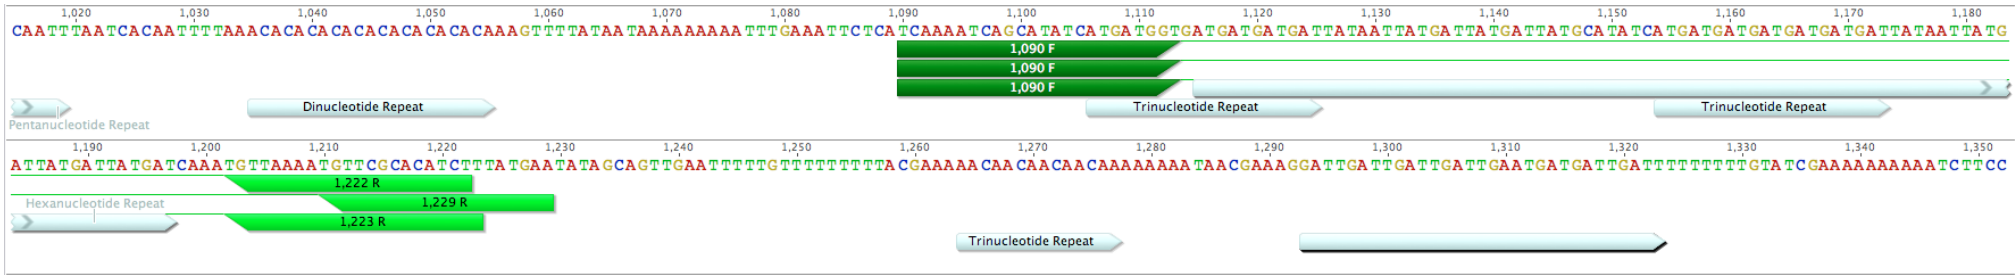 1,020 1,030 1,040 1,050 1,060 1,070 1,080 1,090 1,100 1,110 1,120 1,130 1,140 1,150 1,160 1,170 1,180
CAATTTAATCACAATTTTAAACACACACACACACACACACAAAGTTTTATAATAAAAAAAAATTTGAAATTCTCATCAAAATCAGCATATCATGATGGTGATGATGATGATTATAATTATGATTATGATTATGCATATCATGATGATGATGATGATTATAATTATG
1,090 F
1,090 F
1,090 F
Dinucleotide Repeat Trinucleotide Repeat Trinucleotide Repeat
Pentanucleotide Repeat
1,190 1,200 1,210 1,220 1,230 1,240 1,250 1,260 1,270 1,280 1,290 1,300 1,310 1,320 1,330 1,340 1,350
ATTATGATTATGATCAAATGTTAAAATGTTCGCACATCTTTATGAATATAGCAGTTGAATTTTTGTTTTTTTTTTACGAAAAACAACAACAACAAAAAAAATAACGAAAGGATTGATTGATTGATTGAATGATGATTGATTTTTTTTTGTATCGAAAAAAAAAAATCTTCC
1,222 R
Hexanucleotide Repeat 1,229 R
1,223 R
Trinucleotide Repeat